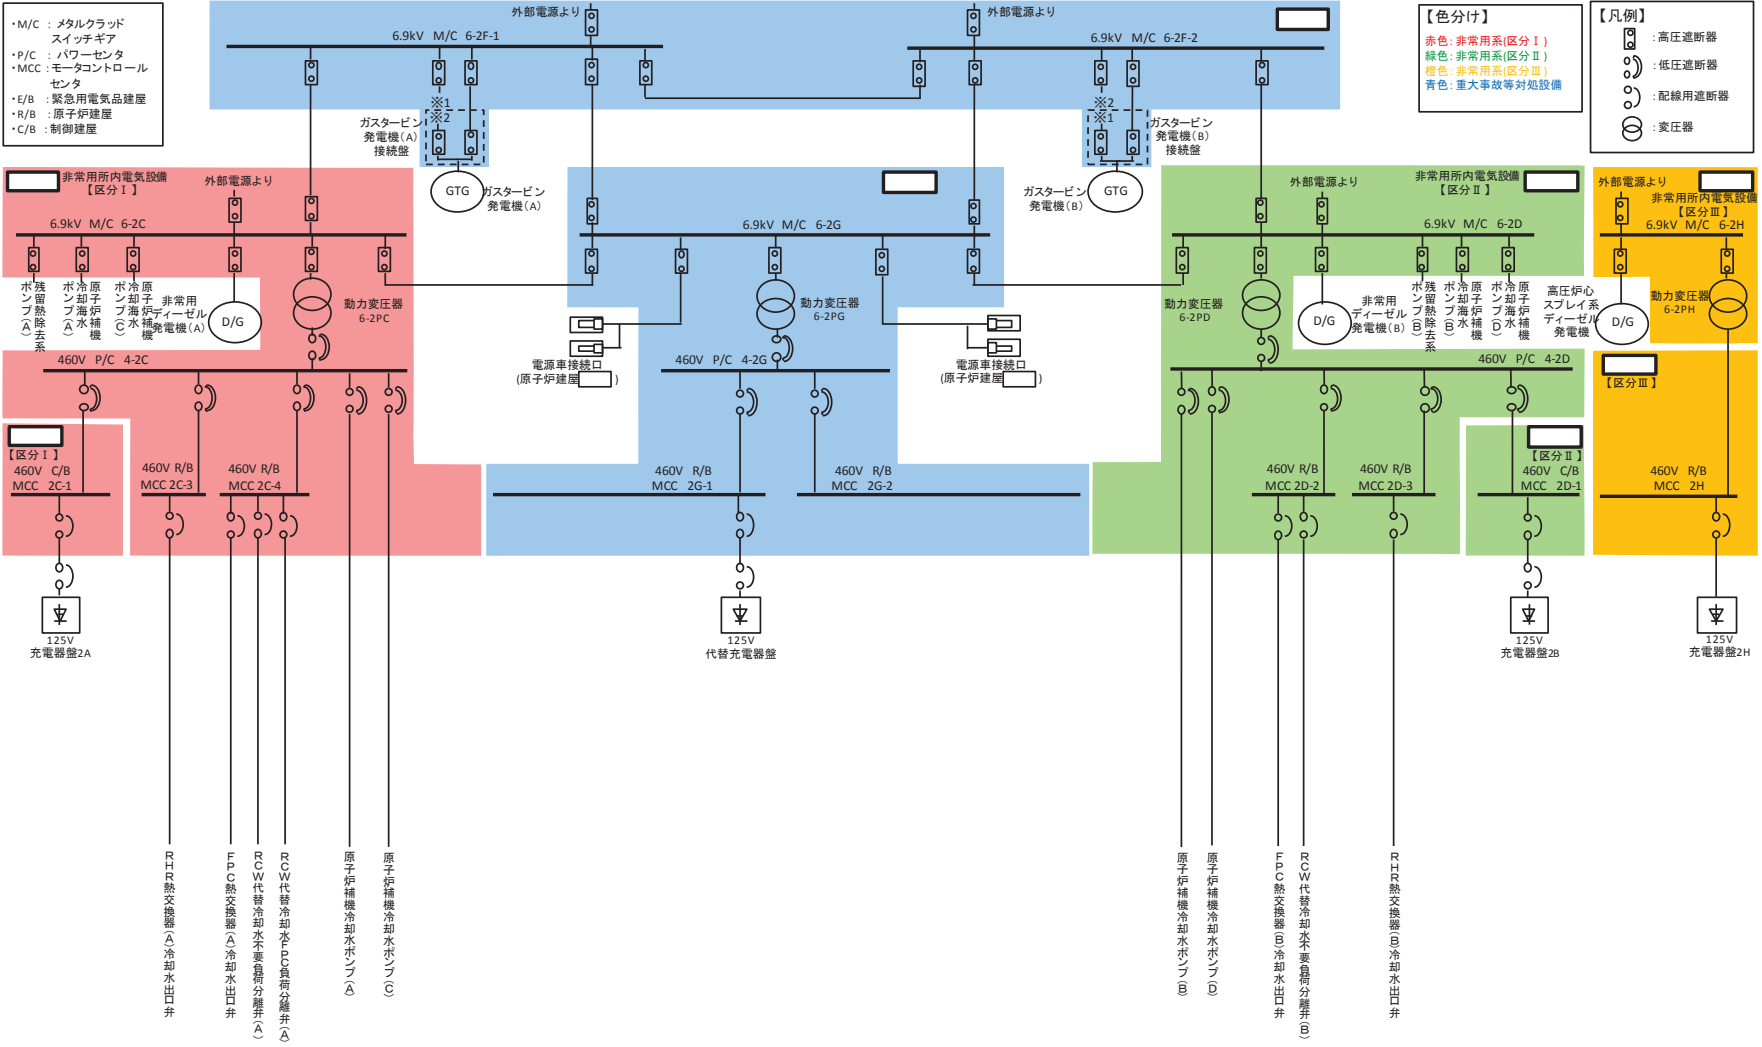 ・M/C ：メタルクラッド
スイッチギア
・P/C ：パワーセンタ
・MCC：モータコントロール
センタ
・E/B ：緊急用電気品建屋
・R/B ：原子炉建屋
・C/B ：制御建屋
外部電源より
6.9kV M/C 6-2F-1
※1
※2
ガスタービン
発電機(A)
接続盤
GTG
ガスタービン
発電機(A)
外部電源より
6.9kV M/C 6-2F-2
※2
※1
ガスタービン
発電機(B)
接続盤
GTG
ガスタービン
発電機(B)
【色分け】
赤色：非常用系(区分Ⅰ)
緑色：非常用系(区分Ⅱ)
橙色：非常用系(区分Ⅲ)
青色：重大事故等対処設備
【凡例】
：高圧遮断器
：低圧遮断器
：配線用遮断器
：変圧器
非常用所内電気設備
【区分Ⅰ】
外部電源より
6.9kV M/C 6-2C
残留熱除去系
ポンプ(A)
原子炉補機
冷却海水
ポンプ(A)
原子炉補機
冷却海水
ポンプ(C)
非常用
ディーゼル
発電機(A)
D/G
動力変圧器
6-2PC
460V P/C 4-2C
【区分Ⅰ】
460V C/B
MCC 2C-1
460V R/B
MCC 2C-3
460V R/B
MCC 2C-4
125V
充電器盤2A
RHR熱交換器(A)冷却水出口弁
FPC熱交換器(A)冷却水出口弁
RCW代替冷却水不要負荷分離弁(A)
RCW代替冷却水FPC負荷分離弁(A)
原子炉補機冷却水ポンプ(A)
原子炉補機冷却水ポンプ(C)
6.9kV M/C 6-2G
動力変圧器
6-2PG
電源車接続口
(原子炉建屋 )
電源車接続口
(原子炉建屋 )
460V P/C 4-2G
460V R/B
MCC 2G-1
460V R/B
MCC 2G-2
125V
代替充電器盤
外部電源より
非常用所内電気設備
【区分Ⅱ】
6.9kV M/C 6-2D
動力変圧器
6-2PD
D/G
非常用
ディーゼル
発電機(B)
残留熱除去系
ポンプ(B)
原子炉補機
冷却海水
ポンプ(B)
原子炉補機
冷却海水
ポンプ(D)
460V P/C 4-2D
460V R/B
MCC 2D-2
460V R/B
MCC 2D-3
【区分Ⅱ】
460V C/B
MCC 2D-1
125V
充電器盤2B
原子炉補機冷却水ポンプ(B)
原子炉補機冷却水ポンプ(D)
FPC熱交換器(B)冷却水出口弁
RCW代替冷却水不要負荷分離弁(B)
RHR熱交換器(B)冷却水出口弁
外部電源より
非常用所内電気設備
【区分Ⅲ】
6.9kV M/C 6-2H
高圧炉心
スプレイ系
ディーゼル
発電機
D/G
動力変圧器
6-2PH
【区分Ⅲ】
460V R/B
MCC 2H
125V
充電器盤2H